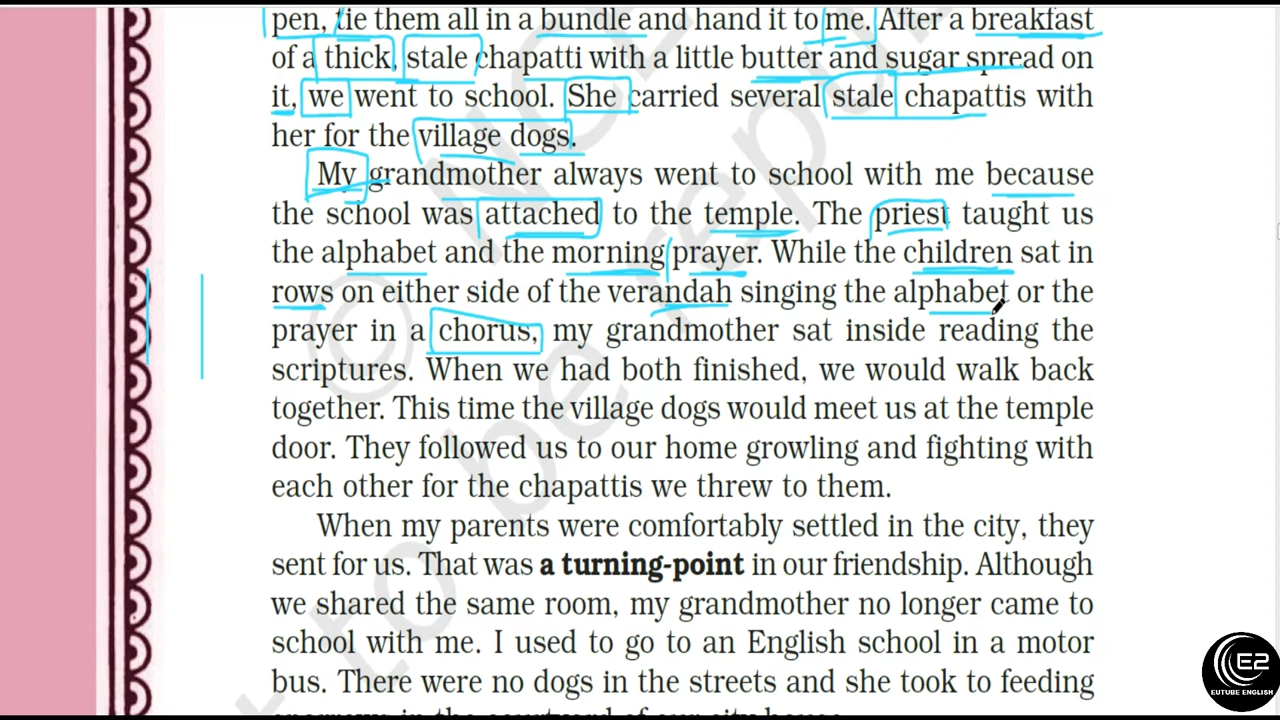 pen, tie them all in a bundle and hand it to me. After a breakfast
of a thick, stale chapatti with a little butter and sugar spread on
it, we went to school. She carried several stale chapattis with
her for the village dogs.
My grandmother always went to school with me because
the school was attached to the temple. The priest taught us
the alphabet and the morning prayer. While the children sat in
rows on either side of the verandah singing the alphabet or the
prayer in a chorus, my grandmother sat inside reading the
scriptures. When we had both finished, we would walk back
together. This time the village dogs would meet us at the temple
door. They followed us to our home growling and fighting with
each other for the chapattis we threw to them.
When my parents were comfortably settled in the city, they
sent for us. That was a turning-point in our friendship. Although
we shared the same room, my grandmother no longer came to
school with me. I used to go to an English school in a motor
bus. There were no dogs in the streets and she took to feeding
sparrows in the courtyard of our city house.
E2
EUTUBE ENGLISH